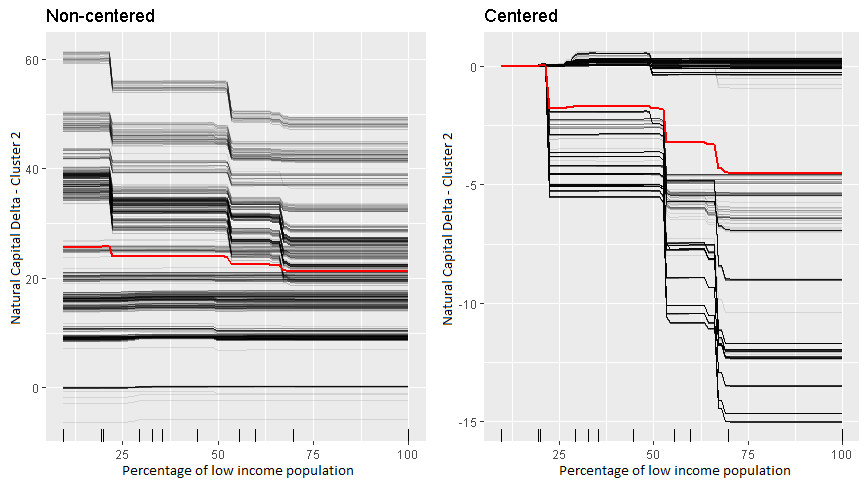 Non-centered
Natural Capital Delta - Cluster 2
60
40
20
0
25
50
75
100
Percentage of low income population
Centered
Natural Capital Delta - Cluster 2
0
-5
-10
-15
25
50
75
100
Percentage of low income population